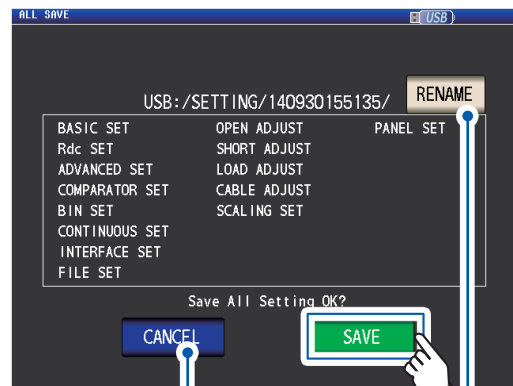 ALL SAVE USB
USB:/SETTING/140930155135/ RENAME
BASIC SET OPEN ADJUST PANEL SET
Rdc SET SHORT ADJUST
ADVANCED SET LOAD ADJUST
COMPARATOR SET CABLE ADJUST
BIN SET SCALING SET
CONTINUOUS SET
INTERFACE SET
FILE SET
Save All Setting OK?
CANCEL SAVE